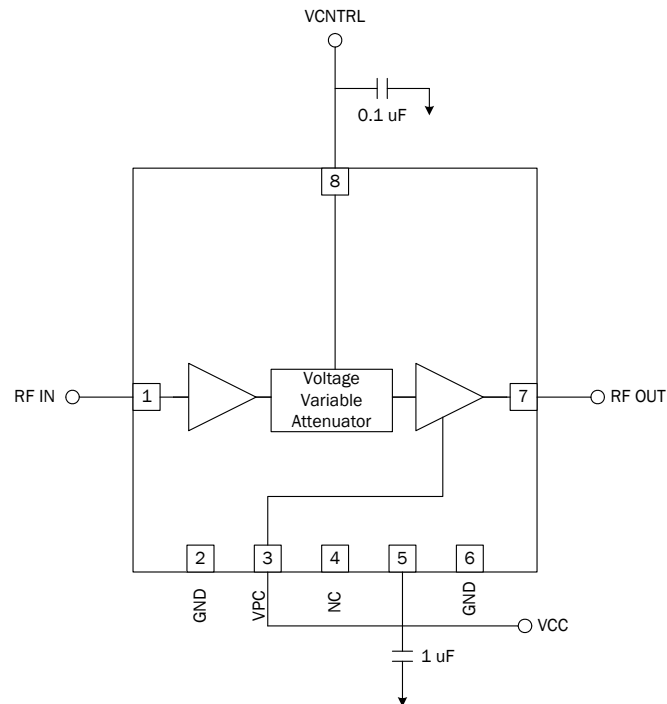 VCNTRL
0.1 uF
8
Voltage
Variable
Attenuator
RF IN
1
7
RF OUT
2
3
4
5
6
GND
VPC
NC
GND
VCC
1 uF